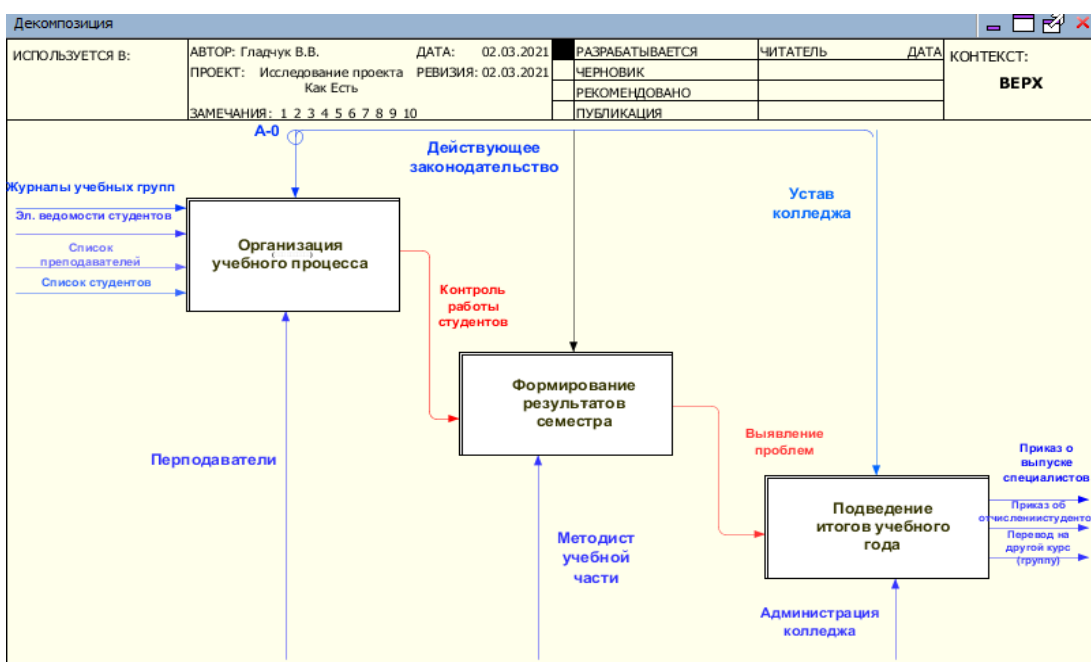 Декомпозиция
ИСПОЛЬЗУЕТСЯ В:
АВТОР: Гладчук В.В.
ДАТА: 02.03.2021
ПРОЕКТ: Исследование проекта
Как Есть
РЕВИЗИЯ: 02.03.2021
ЗАМЕЧАНИЯ: 1 2 3 4 5 6 7 8 9 10
РАЗРАБАТЫВАЕТСЯ
ЧЕРНОВИК
РЕКОМЕНДОВАНО
ПУБЛИКАЦИЯ
ЧИТАТЕЛЬ
ДАТА
КОНТЕКСТ:
ВЕРХ
А-0
Действующее
законодательство
Журналы учебных групп
Эл. ведомости студентов
Список
преподавателей
Список студентов
Организация
учебного процесса
Устав
колледжа
Контроль
работы
студентов
Формирование
результатов
семестра
Перподаватели
Выявление
проблем
Приказ о
выпуске
специалистов
Приказ об
отчислениистуденто
Перевод на
другой курс
(группу)
Подведение
итогов учебного
года
Методист
учебной
части
Администрация
колледжа